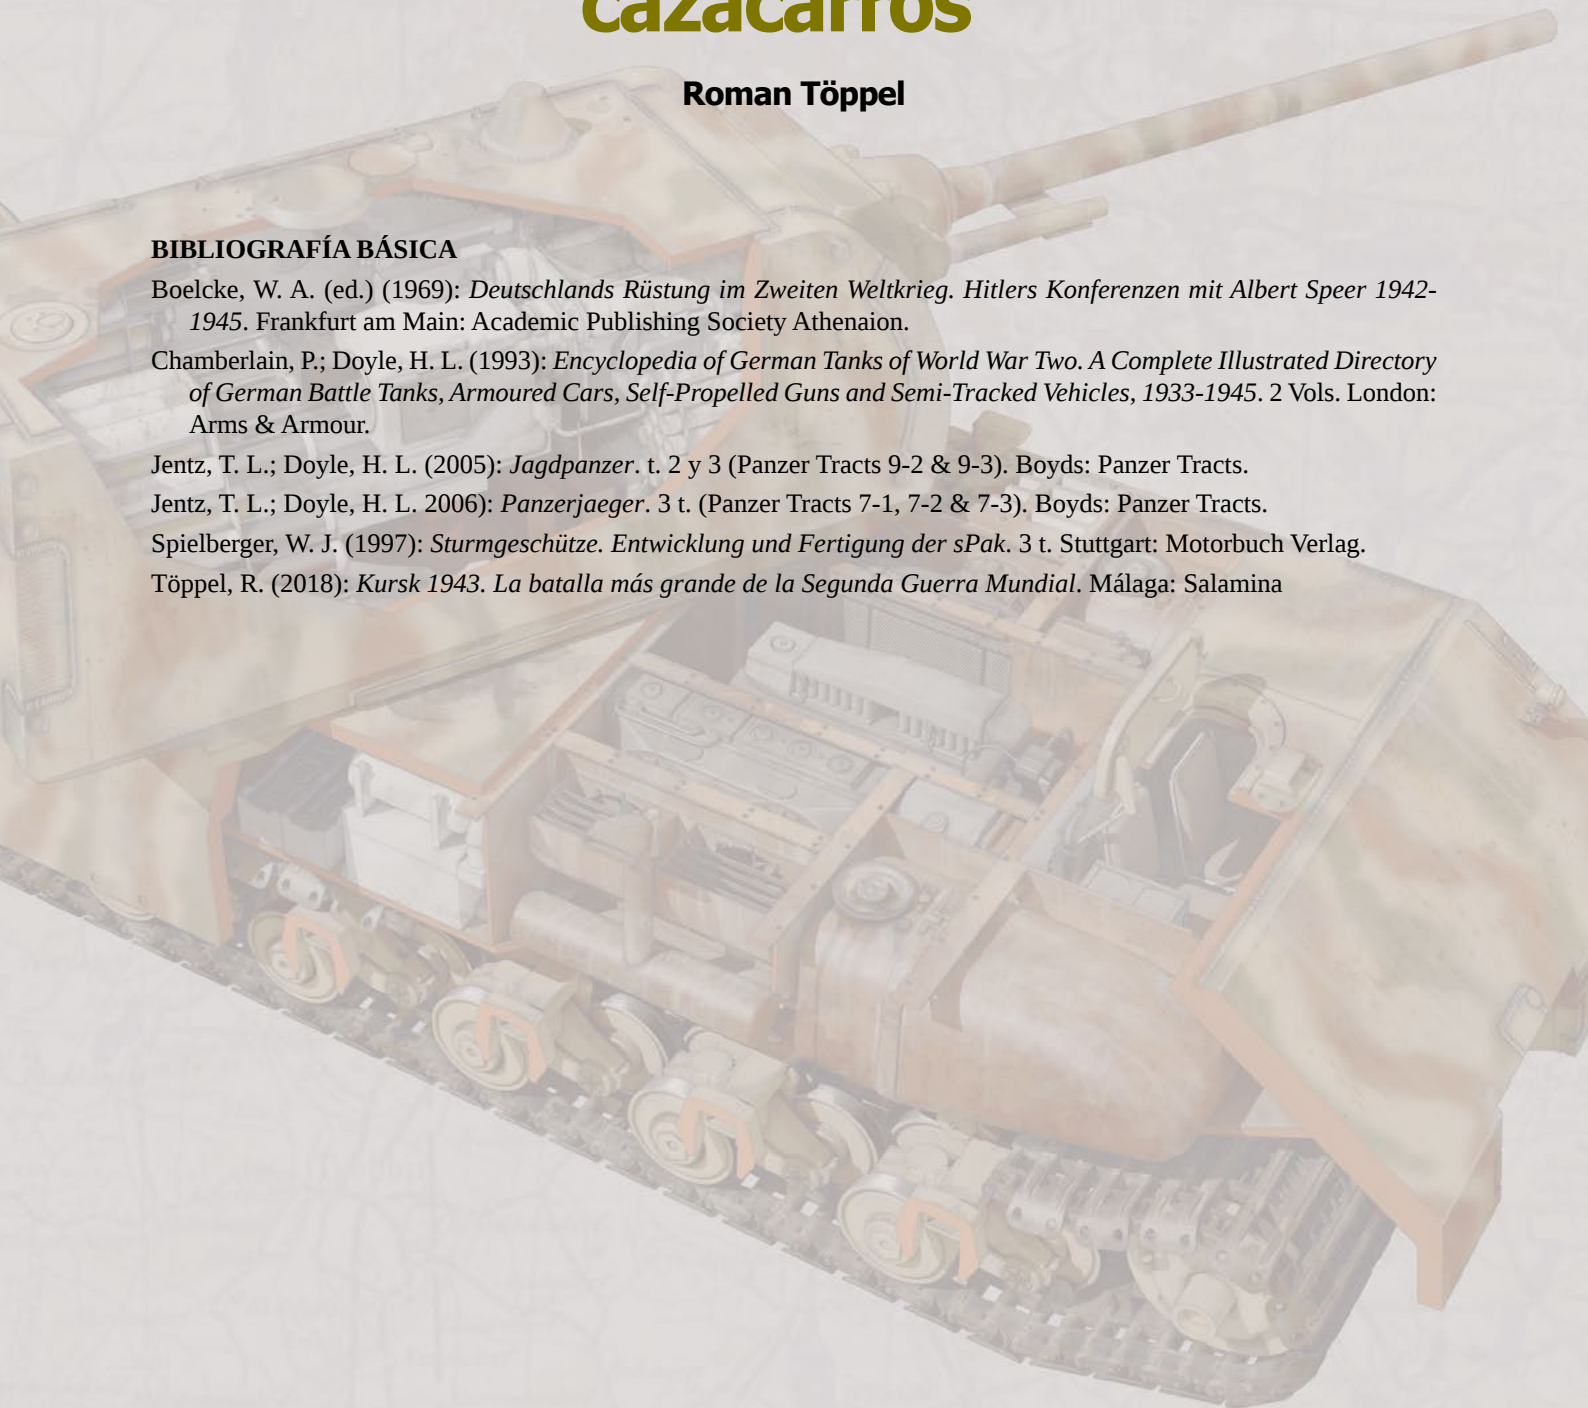 cazacarros
Roman Töppel
BIBLIOGRAFÍA BÁSICA
Boelcke, W. A. (ed.) (1969): Deutschlands Rüstung im Zweiten Weltkrieg. Hitlers Konferenzen mit Albert Speer 1942-
1945. Frankfurt am Main: Academic Publishing Society Athenaion.
Chamberlain, P.; Doyle, H. L. (1993): Encyclopedia of German Tanks of World War Two. A Complete Illustrated Directory
of German Battle Tanks, Armoured Cars, Self-Propelled Guns and Semi-Tracked Vehicles, 1933-1945. 2 Vols. London:
Arms & Armour.
Jentz, T. L.; Doyle, H. L. (2005): Jagdpanzer. t. 2 y 3 (Panzer Tracts 9-2 & 9-3). Boyds: Panzer Tracts.
Jentz, T. L.; Doyle, H. L. 2006): Panzerjaeger. 3 t. (Panzer Tracts 7-1, 7-2 & 7-3). Boyds: Panzer Tracts.
Spielberger, W. J. (1997): Sturmgeschütze. Entwicklung und Fertigung der sPak. 3 t. Stuttgart: Motorbuch Verlag.
Töppel, R. (2018): Kursk 1943. La batalla más grande de la Segunda Guerra Mundial. Málaga: Salamina